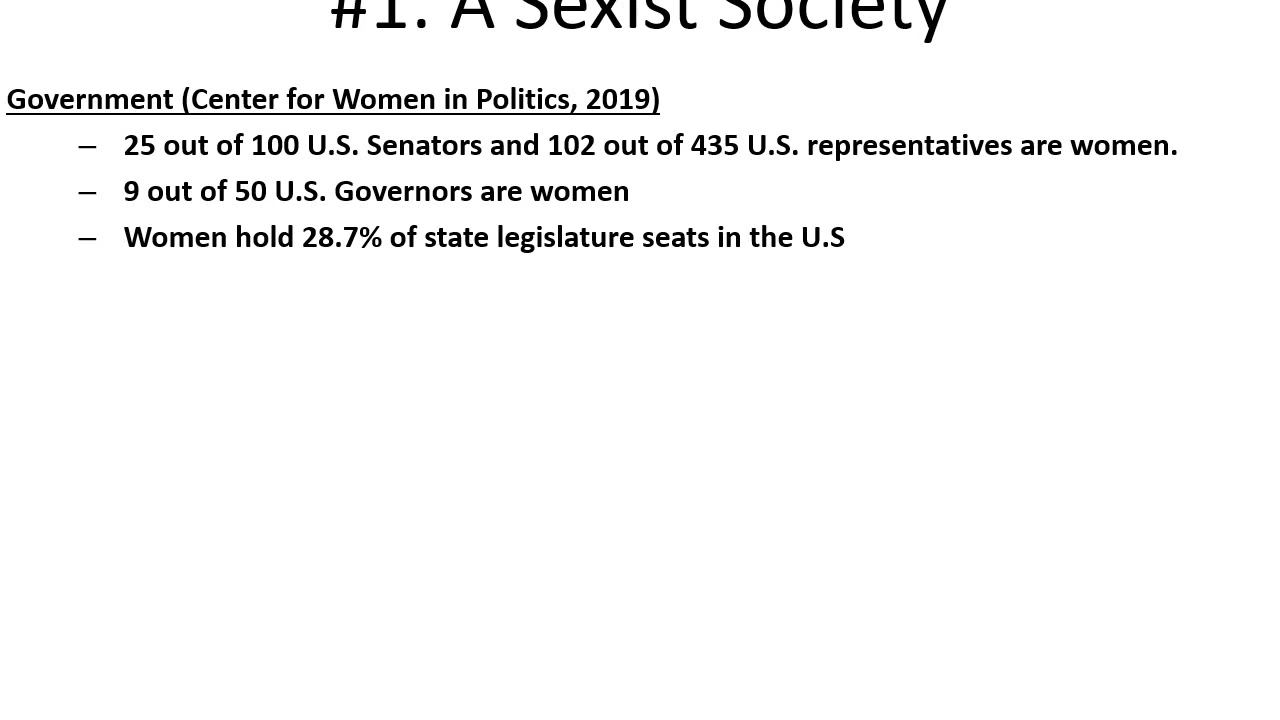 #1. A Sexist Society
Government (Center for Women in Politics, 2019)
– 25 out of 100 U.S. Senators and 102 out of 435 U.S. representatives are women.
– 9 out of 50 U.S. Governors are women
– Women hold 28.7% of state legislature seats in the U.S